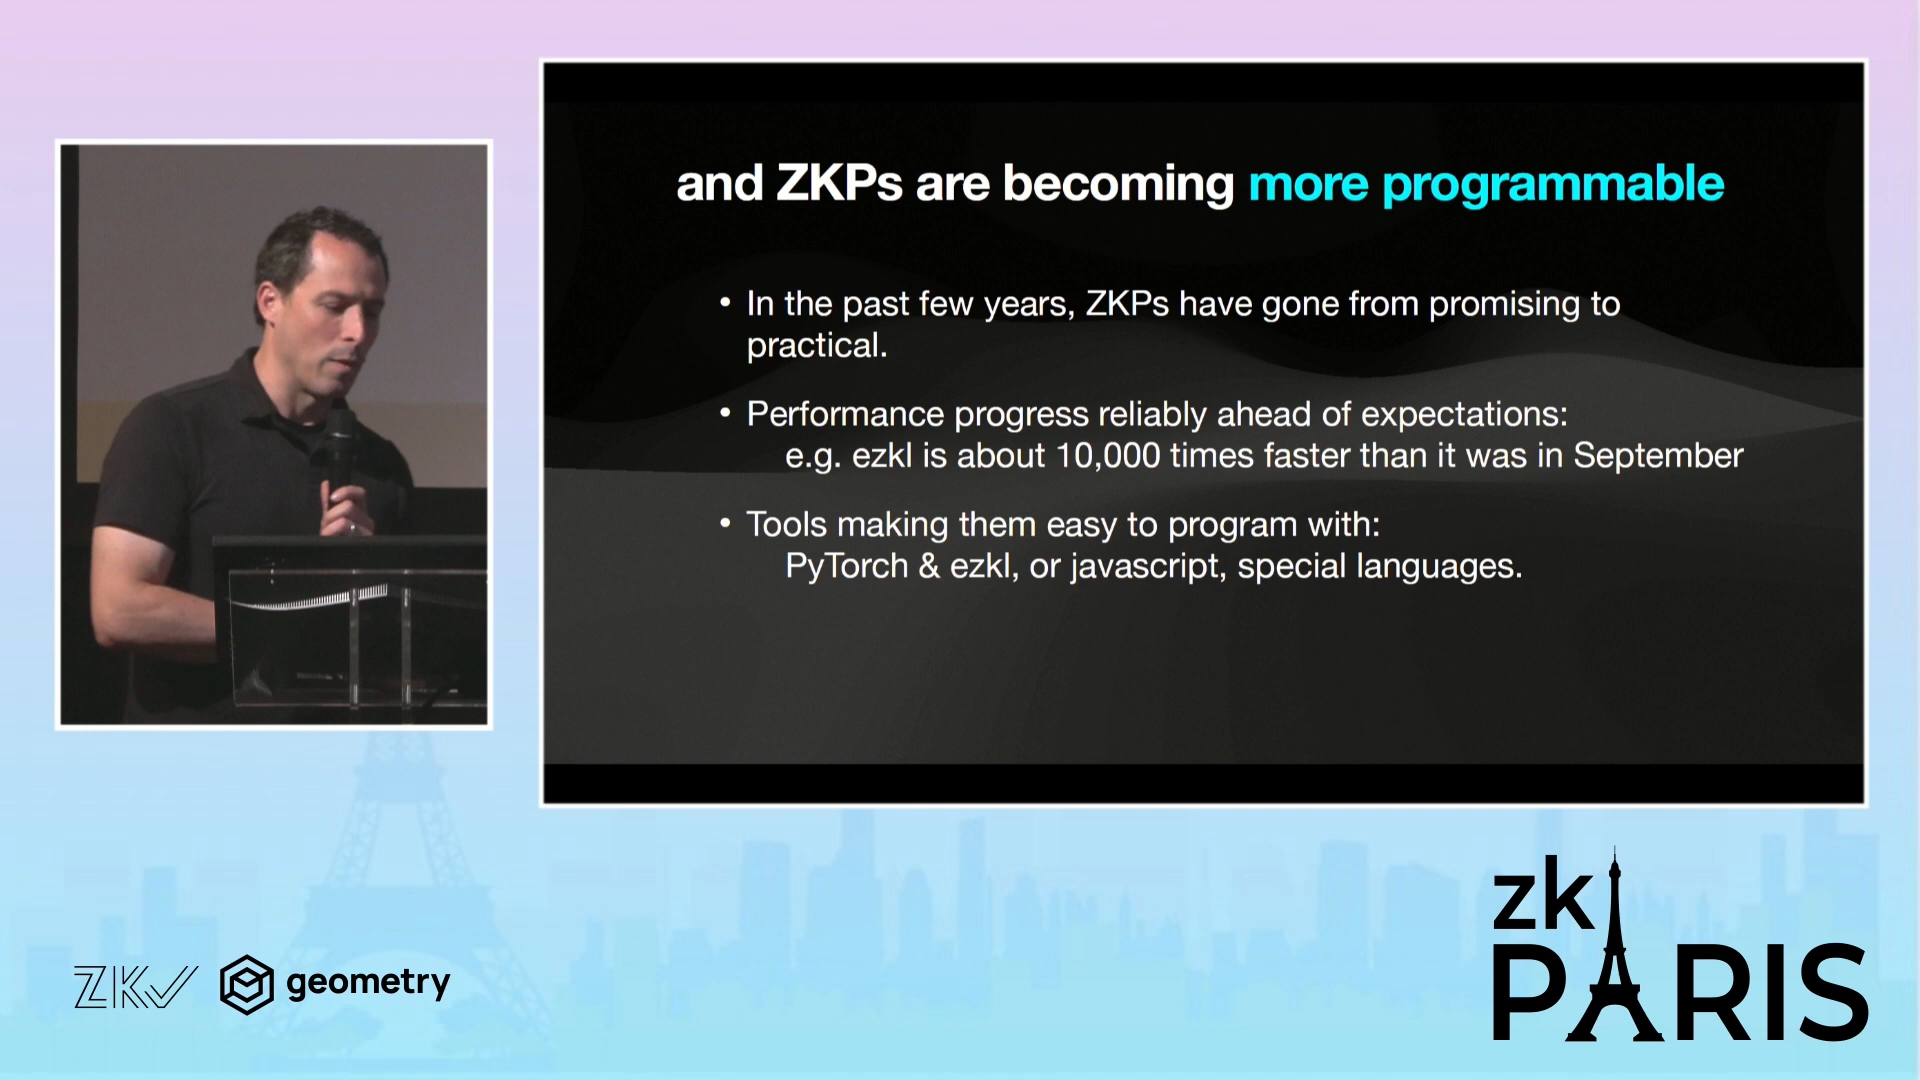 and ZKPs are becoming more programmable
• In the past few years, ZKPs have gone from promising to
practical.
• Performance progress reliably ahead of expectations:
e.g. ezkl is about 10,000 times faster than it was in September
• Tools making them easy to program with:
PyTorch & ezkl, or javascript, special languages.
ZKV
geometry
zk
PARIS